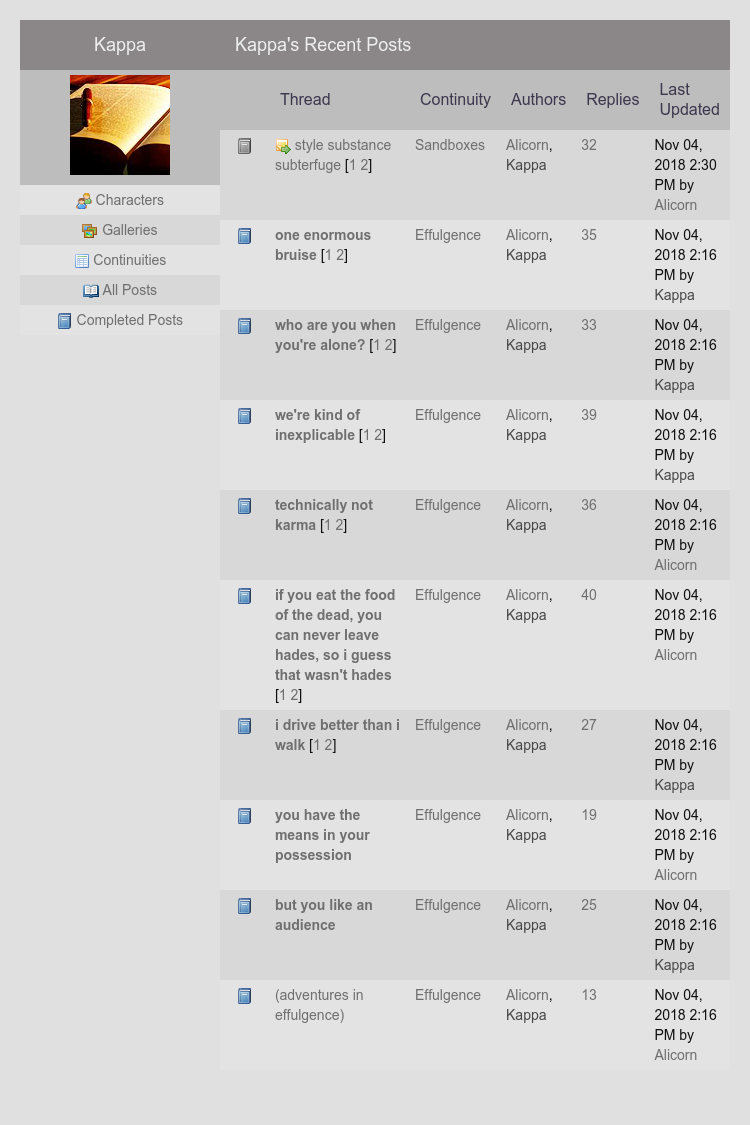 Kappa
Characters
Galleries
Continuities
All Posts
Completed Posts
Kappa's Recent Posts
Thread Continuity Authors Replies Last Updated
style substance subterfuge [1 2] Sandboxes Alicorn, Kappa 32 Nov 04, 2018 2:30 PM by Alicorn
one enormous bruise [1 2] Effulgence Alicorn, Kappa 35 Nov 04, 2018 2:16 PM by Kappa
who are you when you're alone? [1 2] Effulgence Alicorn, Kappa 33 Nov 04, 2018 2:16 PM by Kappa
we're kind of inexplicable [1 2] Effulgence Alicorn, Kappa 39 Nov 04, 2018 2:16 PM by Kappa
technically not karma [1 2] Effulgence Alicorn, Kappa 36 Nov 04, 2018 2:16 PM by Alicorn
if you eat the food of the dead, you can never leave hades, so i guess that wasn't hades [1 2] Effulgence Alicorn, Kappa 40 Nov 04, 2018 2:16 PM by Alicorn
i drive better than i walk [1 2] Effulgence Alicorn, Kappa 27 Nov 04, 2018 2:16 PM by Kappa
you have the means in your possession Effulgence Alicorn, Kappa 19 Nov 04, 2018 2:16 PM by Alicorn
but you like an audience Effulgence Alicorn, Kappa 25 Nov 04, 2018 2:16 PM by Kappa
(adventures in effulgence) Effulgence Alicorn, Kappa 13 Nov 04, 2018 2:16 PM by Alicorn